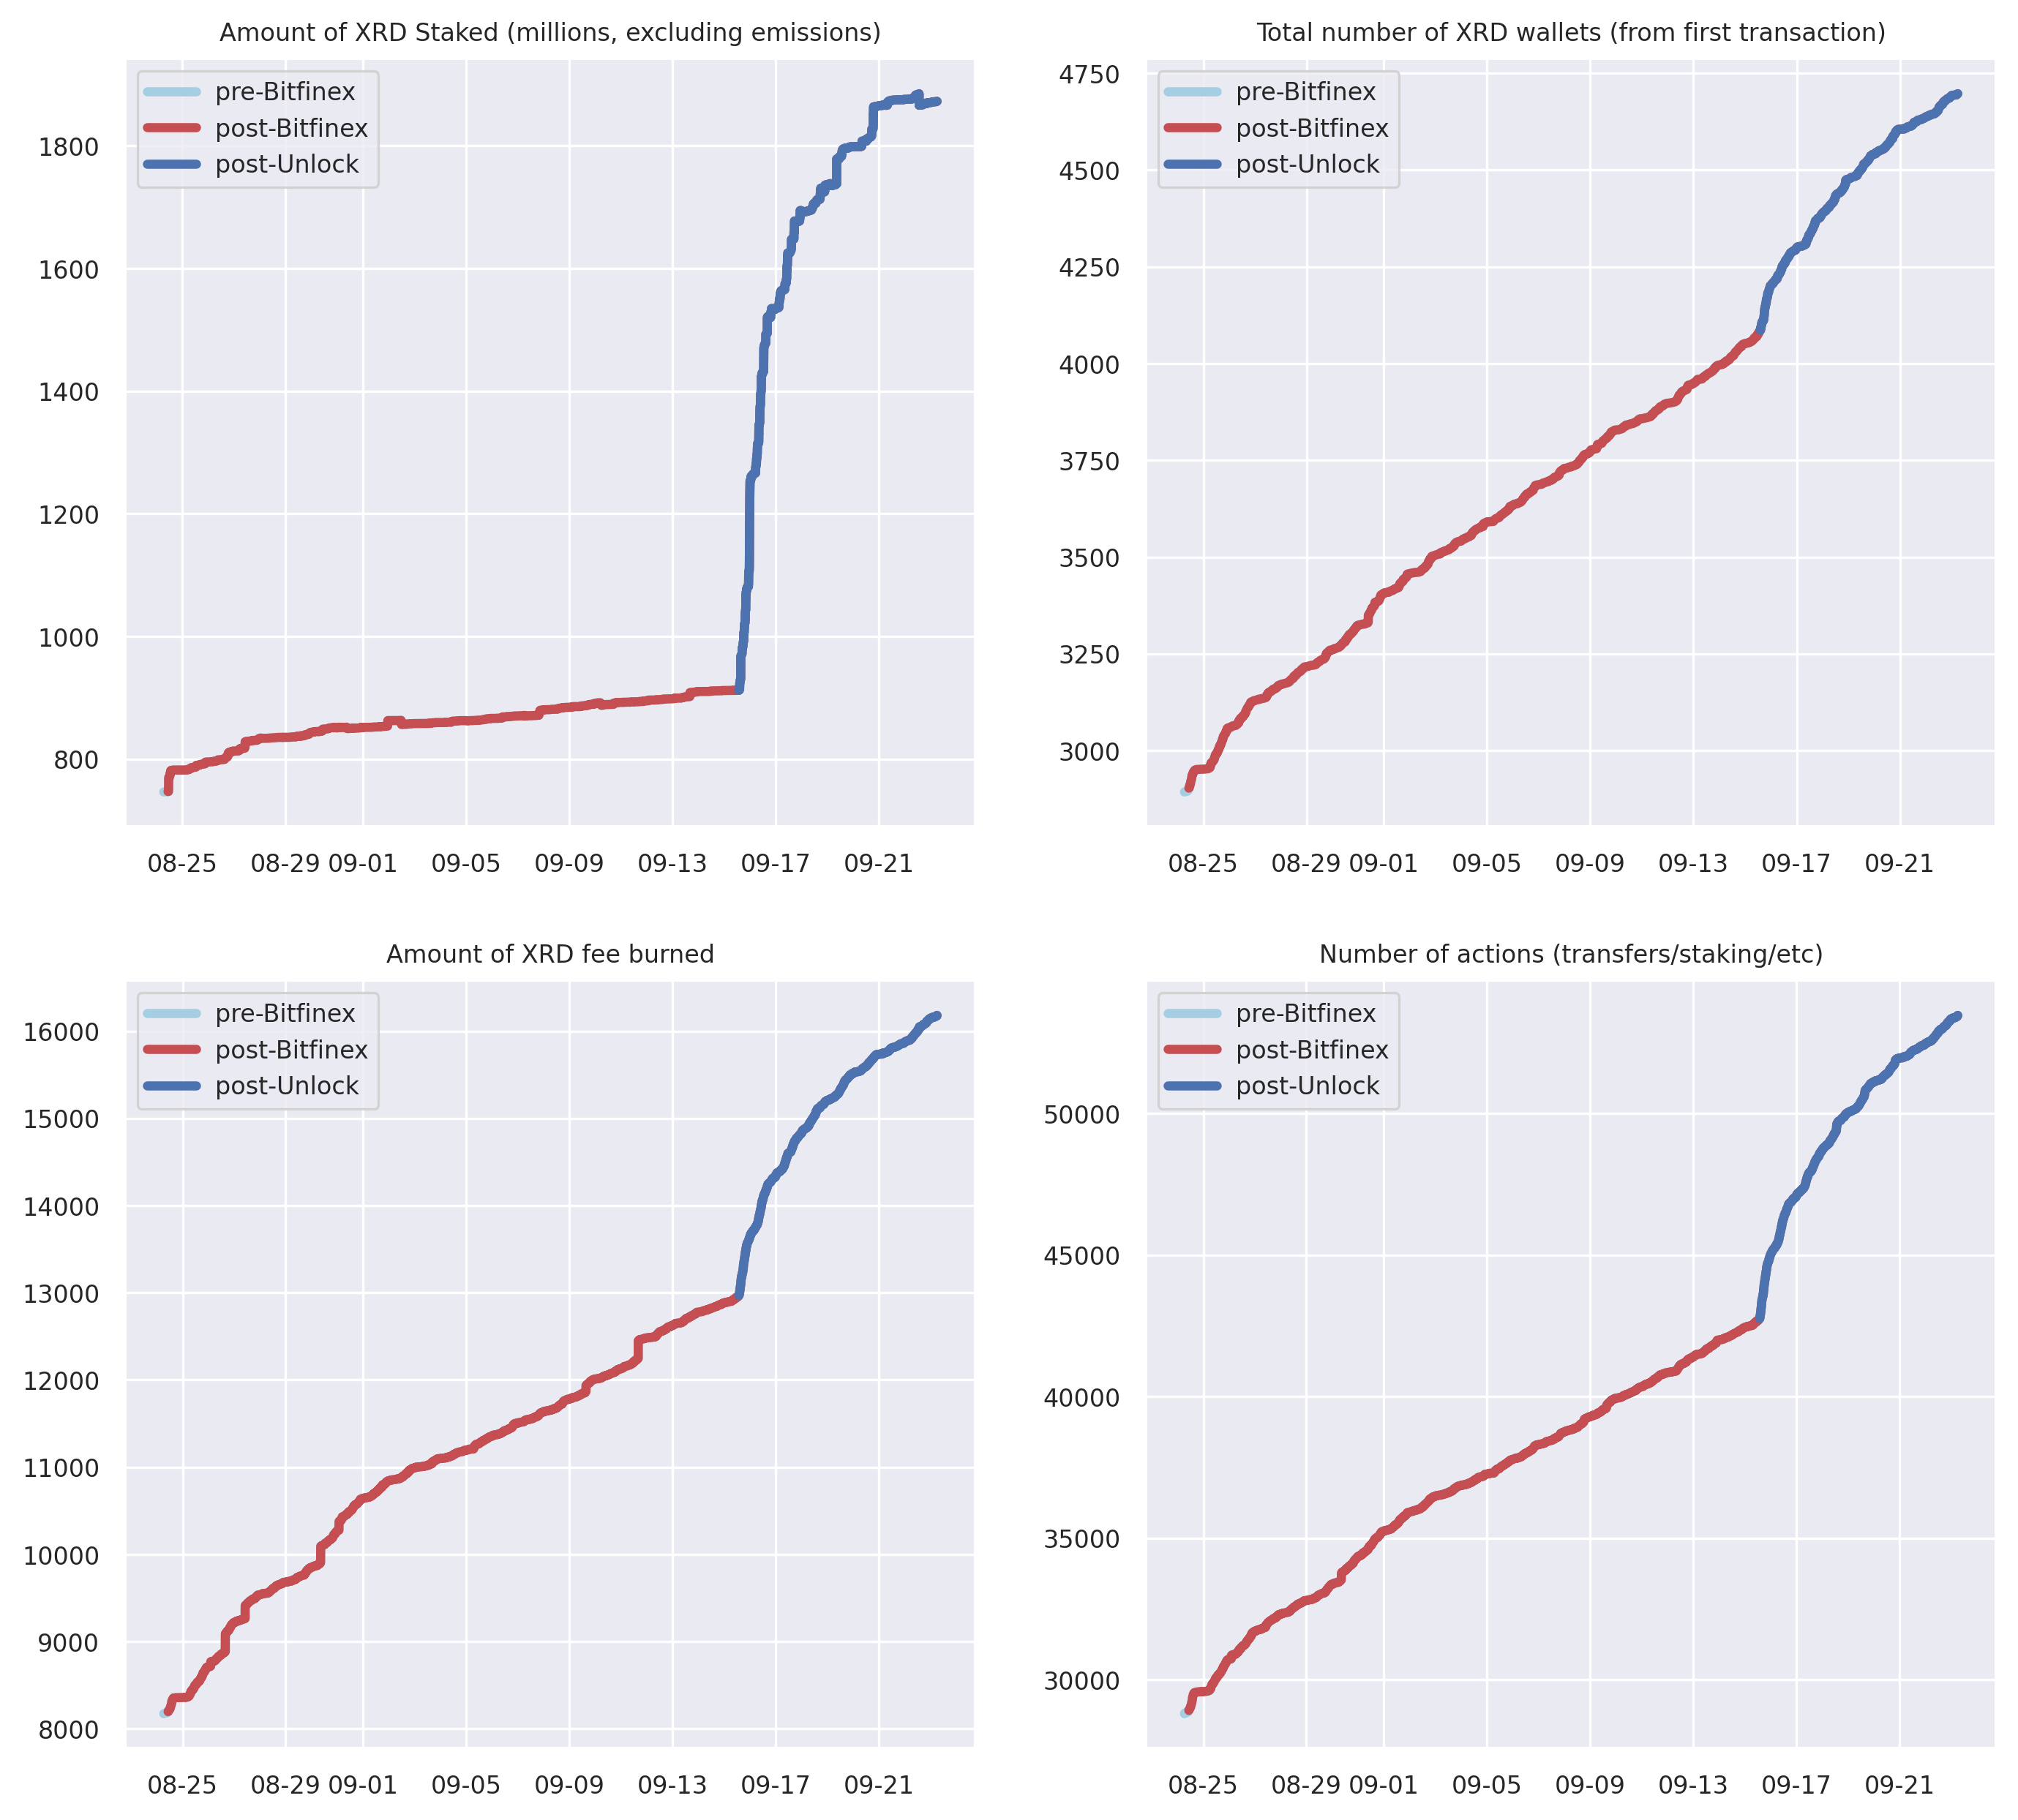 Amount of XRD Staked (millions, excluding emissions)
pre-Bitfinex
post-Bitfinex
post-Unlock
1800
1600
1400
1200
1000
800
08-25 08-29 09-01 09-05 09-09 09-13 09-17 09-21
Total number of XRD wallets (from first transaction)
pre-Bitfinex
post-Bitfinex
post-Unlock
4750
4500
4250
4000
3750
3500
3250
3000
08-25 08-29 09-01 09-05 09-09 09-13 09-17 09-21
Amount of XRD fee burned
pre-Bitfinex
post-Bitfinex
post-Unlock
16000
15000
14000
13000
12000
11000
10000
9000
8000
08-25 08-29 09-01 09-05 09-09 09-13 09-17 09-21
Number of actions (transfers/staking/etc)
pre-Bitfinex
post-Bitfinex
post-Unlock
50000
45000
40000
35000
30000
08-25 08-29 09-01 09-05 09-09 09-13 09-17 09-21